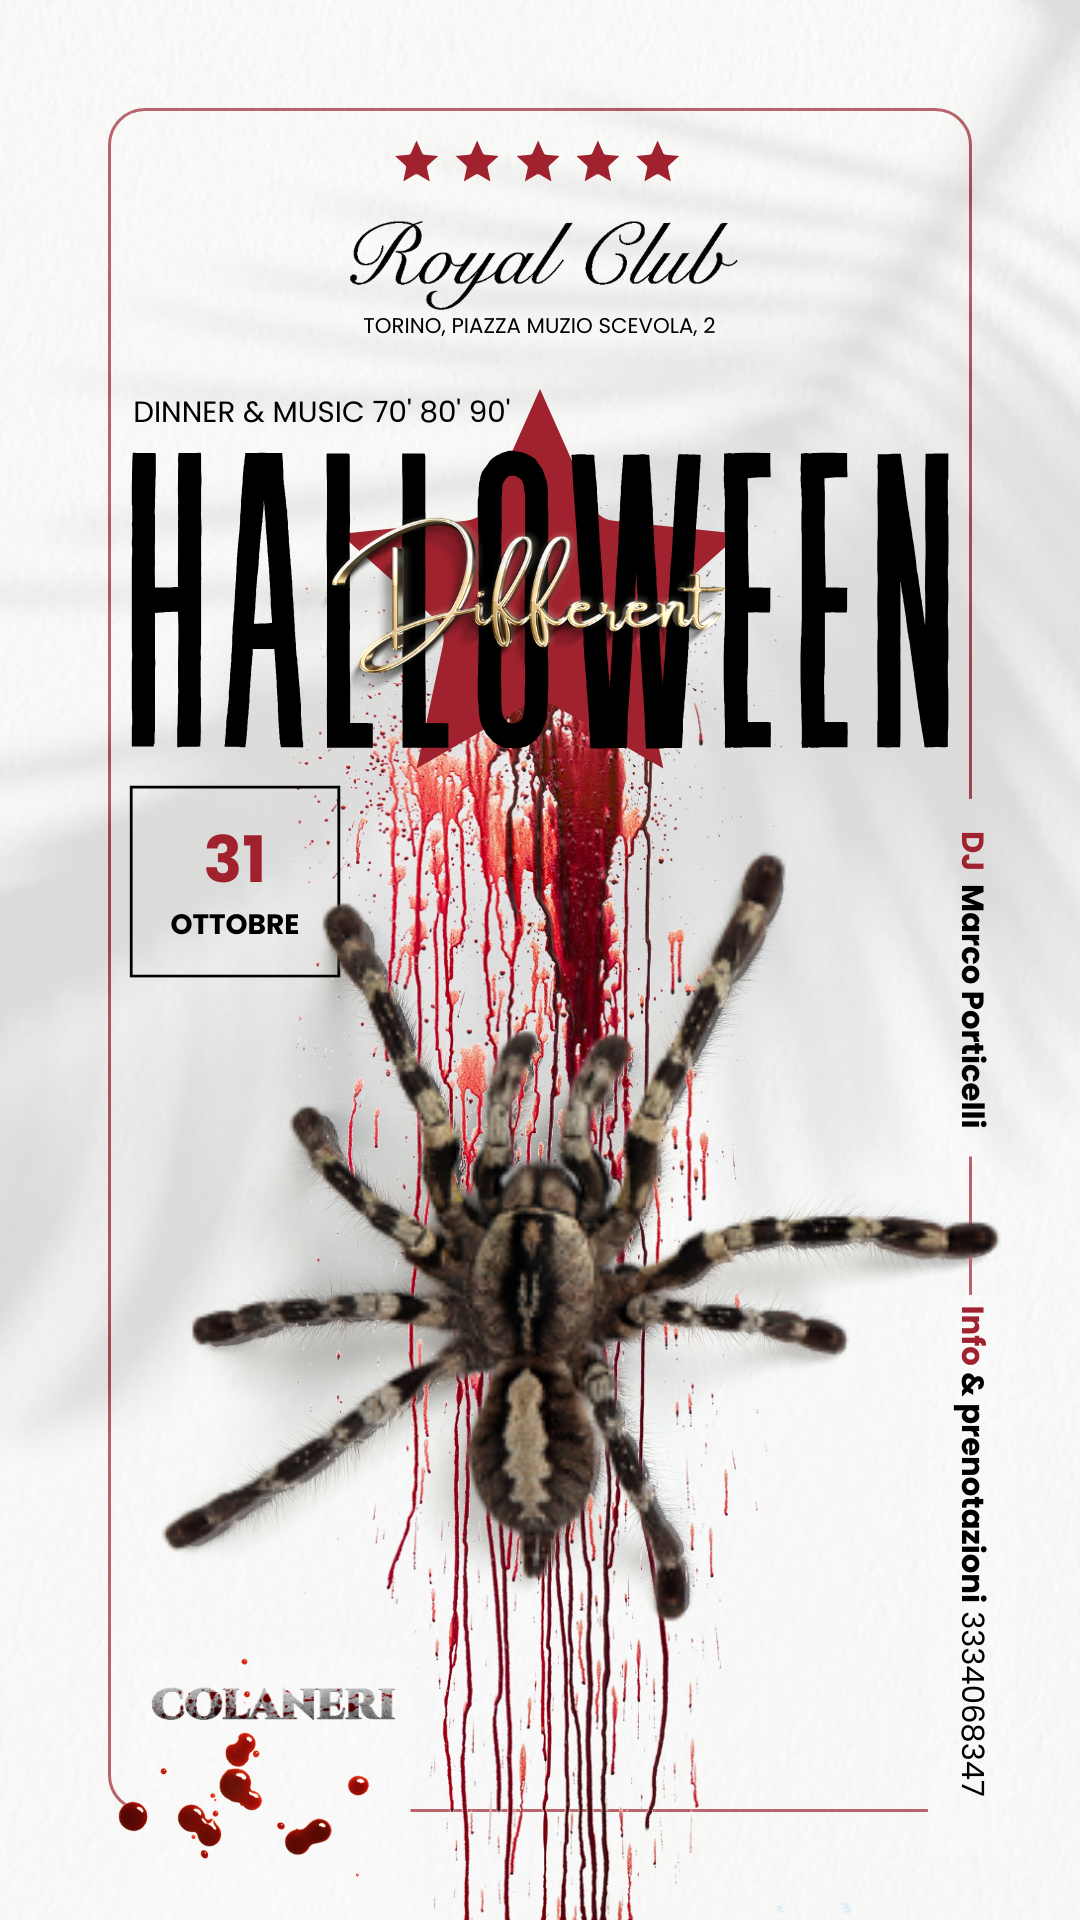 Royal Club
TORINO, PIAZZA MUZIO SCEVOLA, 2
DINNER & MUSIC 70' 80' 90'
HALLOWEEN
Different
31
OTTOBRE
DJ Marco Porticelli
Info & prenotazioni 3334068347
COLANERI